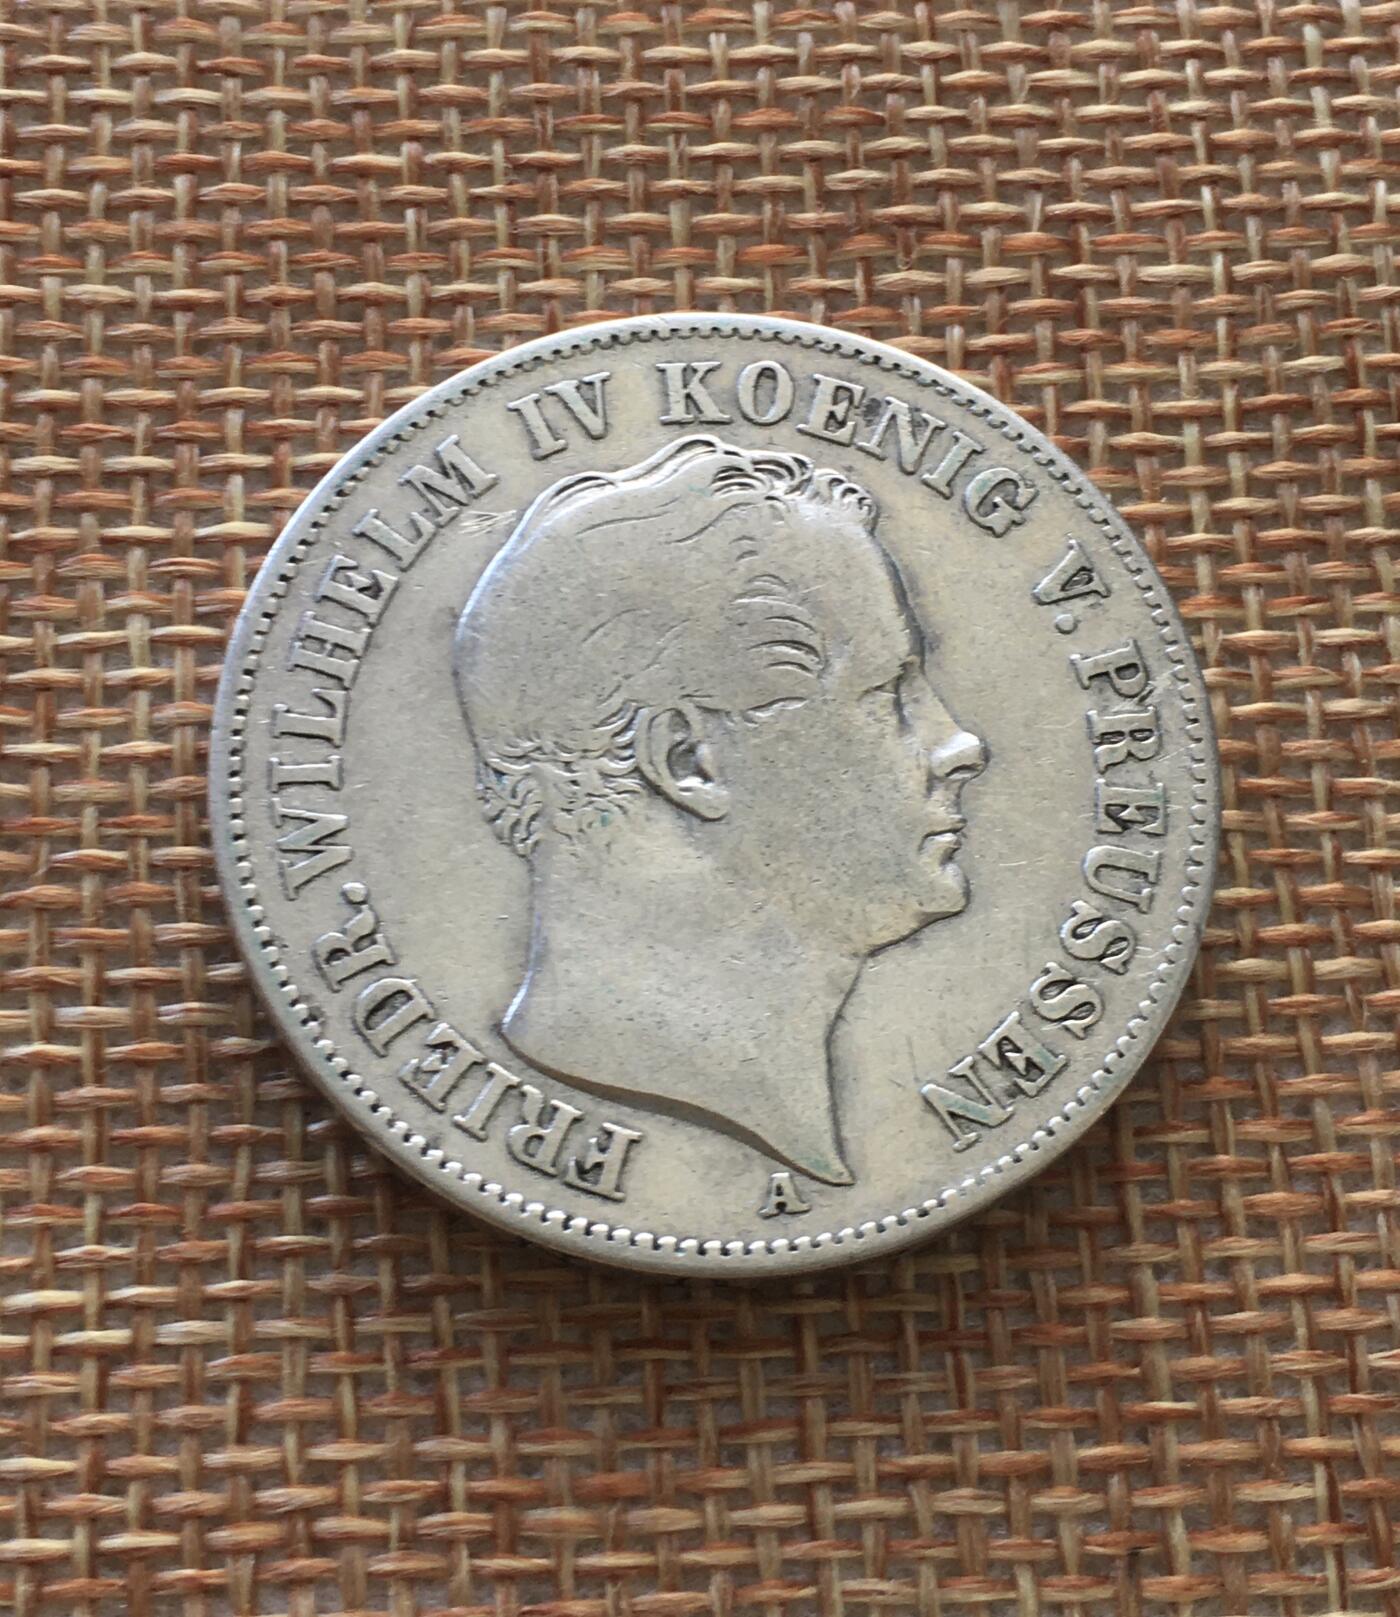 FRIEDR. WILHELM IV KOENIG V. PREUSSEN
A